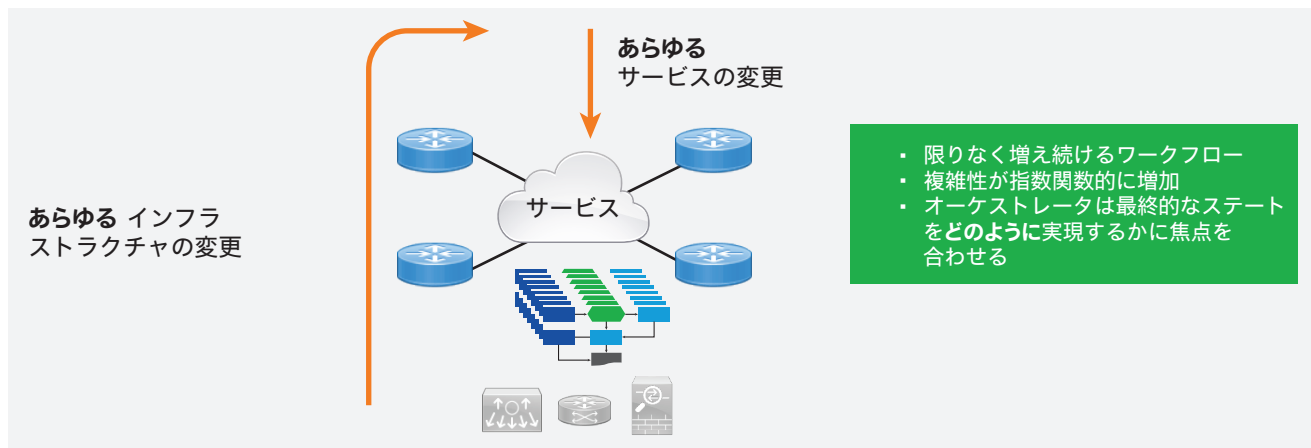 あらゆる
サービスの変更
サービス
あらゆる インフラ
ストラクチャの変更
▪ 限りなく増え続けるワークフロー
▪ 複雑性が指数関数的に増加
▪ オーケストレータは最終的なステート
をどのように実現するかに焦点を
合わせる